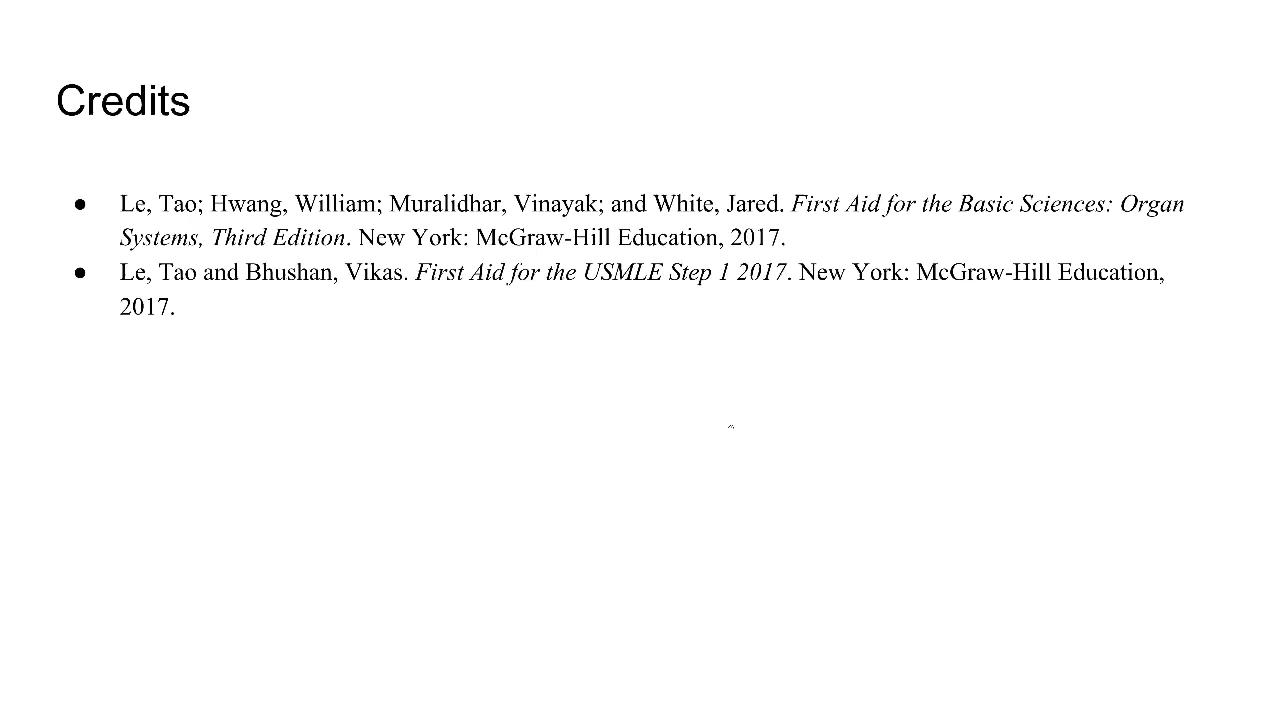 Credits
● Le, Tao; Hwang, William; Muralidhar, Vinayak; and White, Jared. First Aid for the Basic Sciences: Organ
Systems, Third Edition. New York: McGraw-Hill Education, 2017.
● Le, Tao and Bhushan, Vikas. First Aid for the USMLE Step 1 2017. New York: McGraw-Hill Education,
2017.